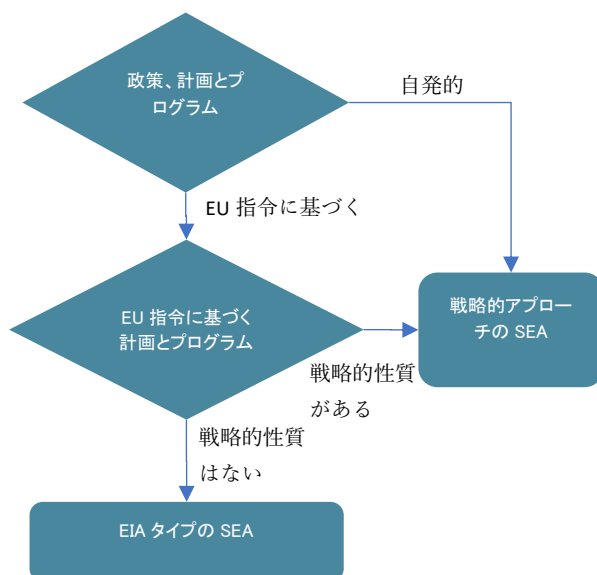 政策、計画とプ
ログラム
自発的
EU 指令に基づく
EU 指令に基づく
計画とプログラム
戦略的アプロー
チの SEA
戦略的性質
がある
戦略的性質
はない
EIA タイプの SEA